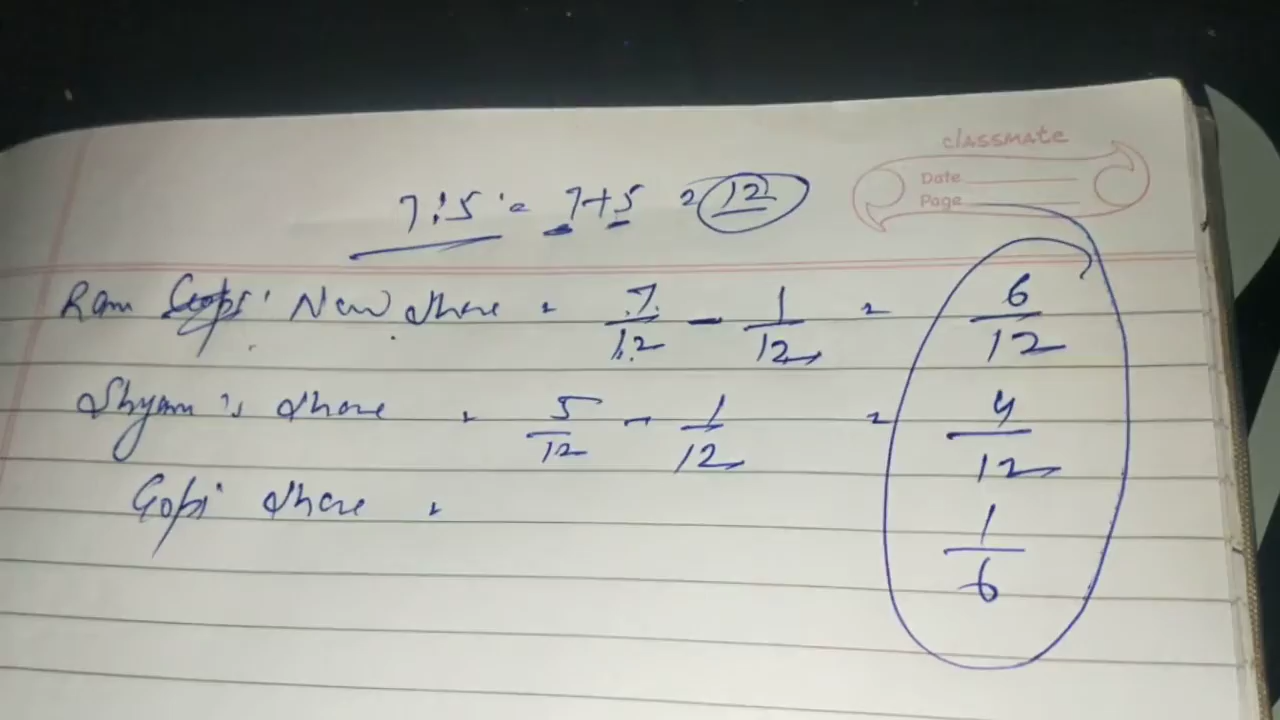 classmate
Date
Page
7:5 = 7+5 = 12
Ram New share = 7/12 - 1/12 = 6/12
Shyam's share = 5/12 - 1/12 = 4/12
Gopi share = 1/6